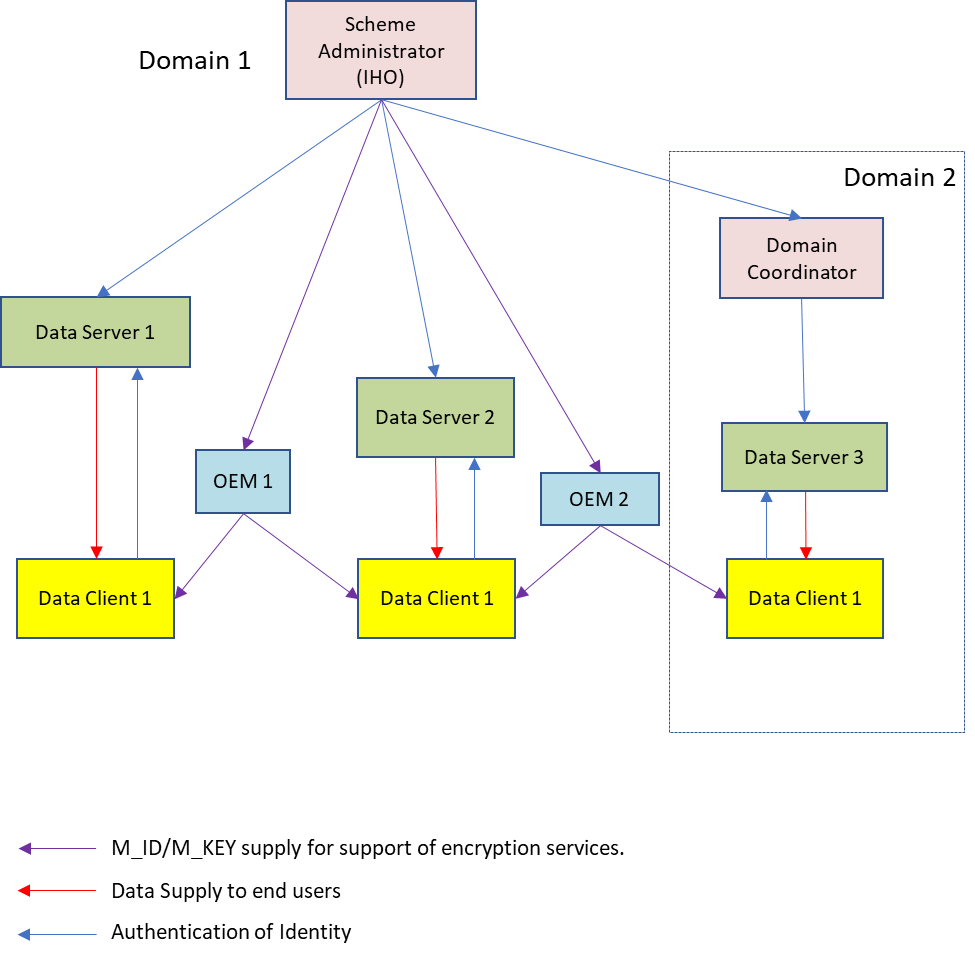 Scheme
Administrator
(IHO)
Domain 1
Domain 2
Domain
Coordinator
Data Server 1
Data Server 2
Data Server 3
OEM 1
OEM 2
Data Client 1
Data Client 1
Data Client 1
M_ID/M_KEY supply for support of encryption services.
Data Supply to end users
Authentication of Identity